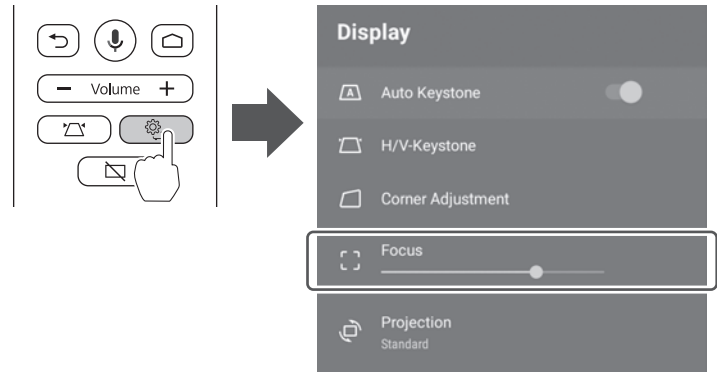 Volume
Display
A Auto Keystone
H/V-Keystone
Corner Adjustment
Focus
Projection
Standard